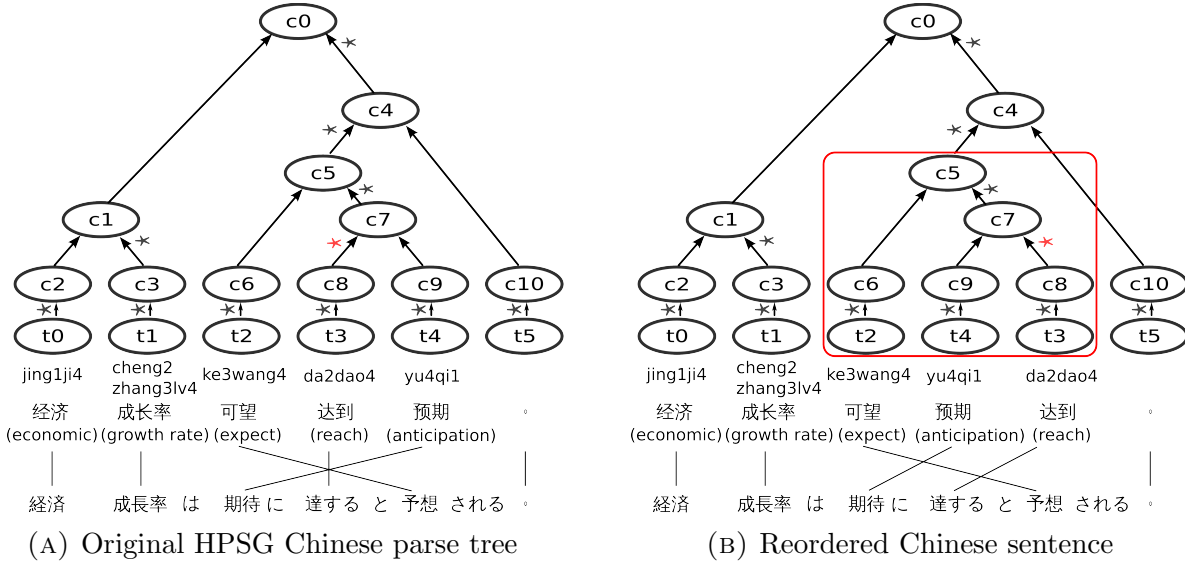 c0
c4
c5
c1 c7
c2 c3 c6 c8 c9 c10
t0 t1 t2 t3 t4 t5
jing1ji4 cheng2 zhang3lv4 ke3wang4 da2dao4 yu4qi1
经济 成长率 可望 达到 预期 。
(economic) (growth rate) (expect) (reach) (anticipation)
経済 成長率 は 期待 に 達する と 予想 される 。
(A) Original HPSG Chinese parse tree
c0
c4
c5
c1 c7
c2 c3 c6 c9 c8 c10
t0 t1 t2 t4 t3 t5
jing1ji4 cheng2 zhang3lv4 ke3wang4 yu4qi1 da2dao4
经济 成长率 可望 预期 达到 。
(economic) (growth rate) (expect) (anticipation) (reach)
経済 成長率 は 期待 に 達する と 予想 される 。
(B) Reordered Chinese sentence